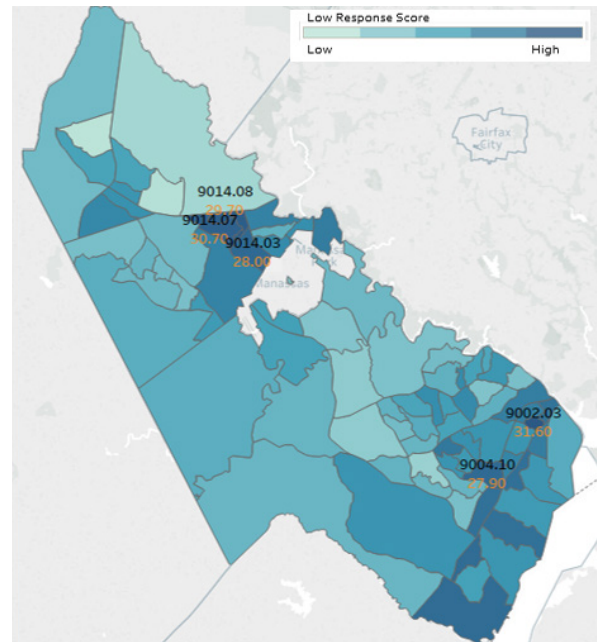 Low Response Score
Low High
Fairfax
City
9014.08
29.70
9014.07
30.70
9014.03
28.00
Manassas
9002.03
31.60
9004.10
27.90